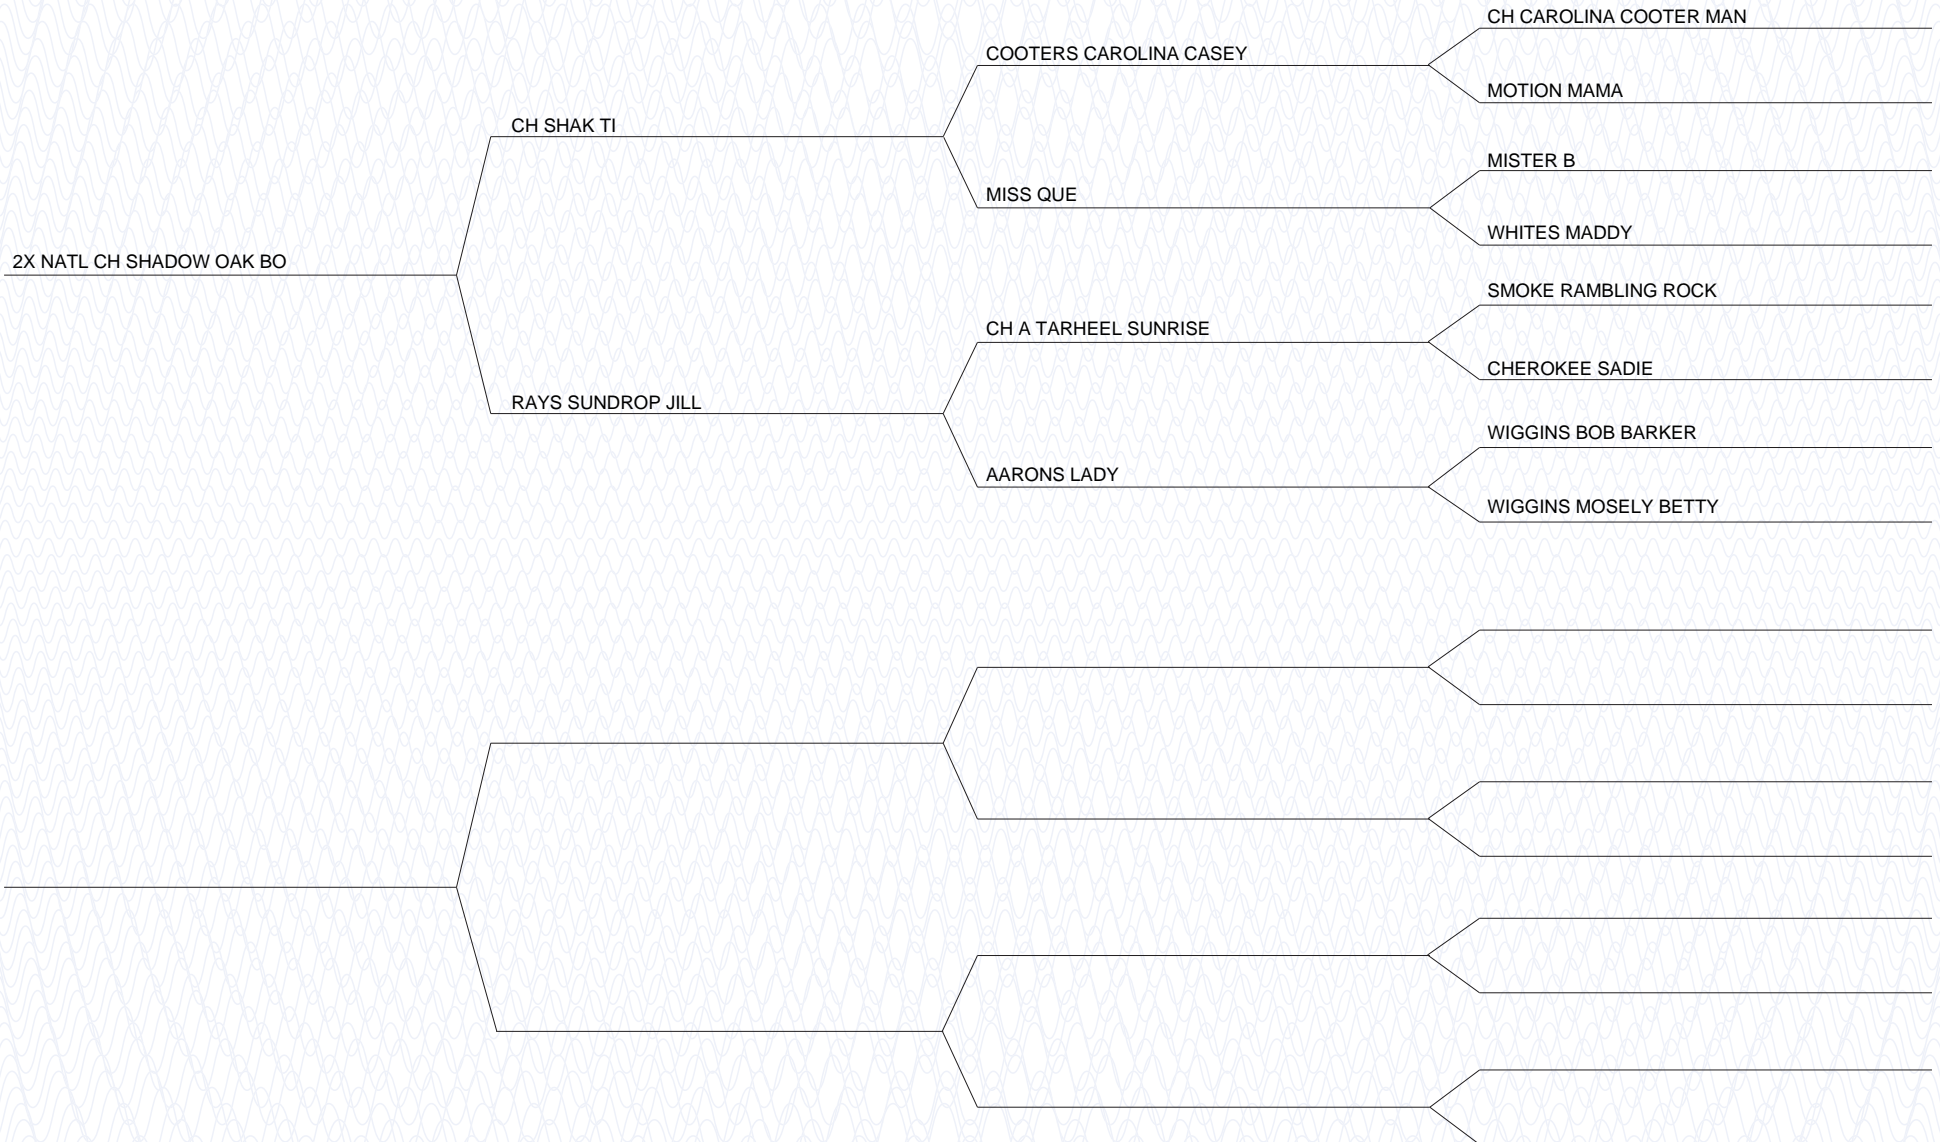 CH CAROLINA COOTER MAN
COOTERS CAROLINA CASEY
MOTION MAMA
CH SHAK TI
MISTER B
MISS QUE
WHITES MADDY
2X NATL CH SHADOW OAK BO
SMOKE RAMBLING ROCK
CH A TARHEEL SUNRISE
CHEROKEE SADIE
RAYS SUNDROP JILL
WIGGINS BOB BARKER
AARONS LADY
WIGGINS MOSELY BETTY